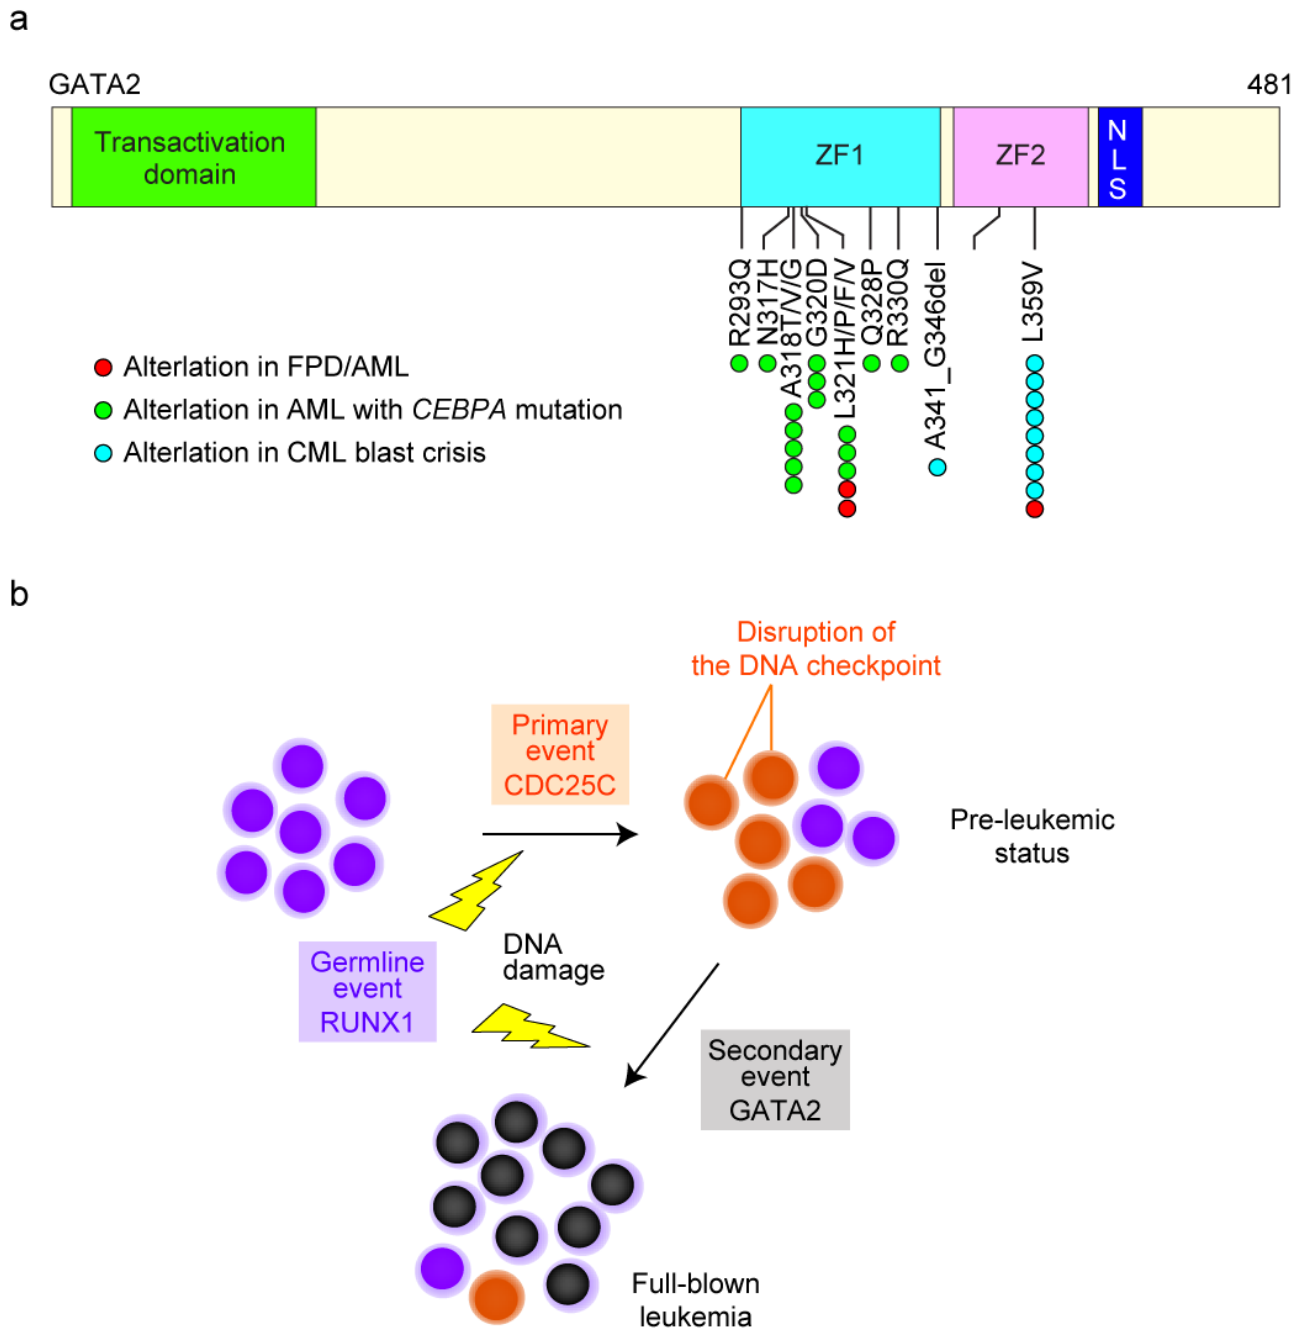 a
GATA2
481
Transactivation
domain
ZF1
ZF2
N
L
S
R293Q
N317H
A318T/V/G
G320D
L321H/P/F/V
Q328P
R330Q
A341_G346del
L359V
Alterlation in FPD/AML
Alterlation in AML with CEBPA mutation
Alterlation in CML blast crisis
b
Disruption of
the DNA checkpoint
Primary
event
CDC25C
Pre-leukemic
status
DNA
damage
Germline
event
RUNX1
Secondary
event
GATA2
Full-blown
leukemia